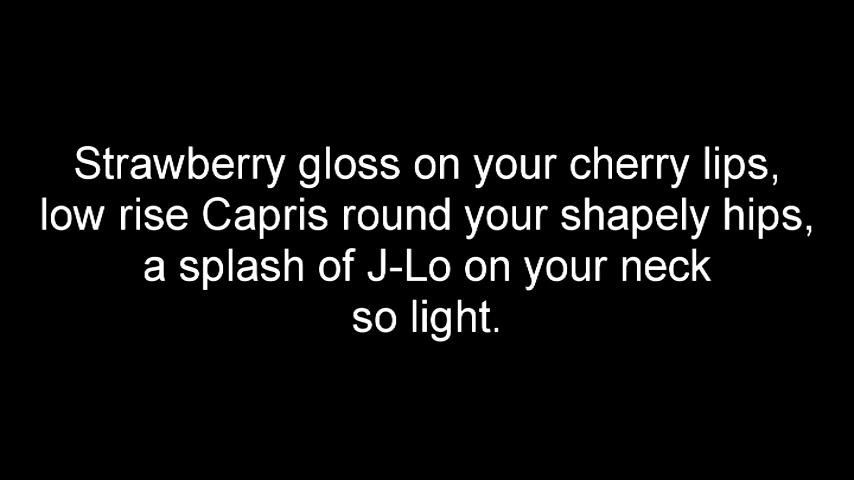 Strawberry gloss on your cherry lips,
low rise Capris round your shapely hips,
a splash of J-Lo on your neck
so light.